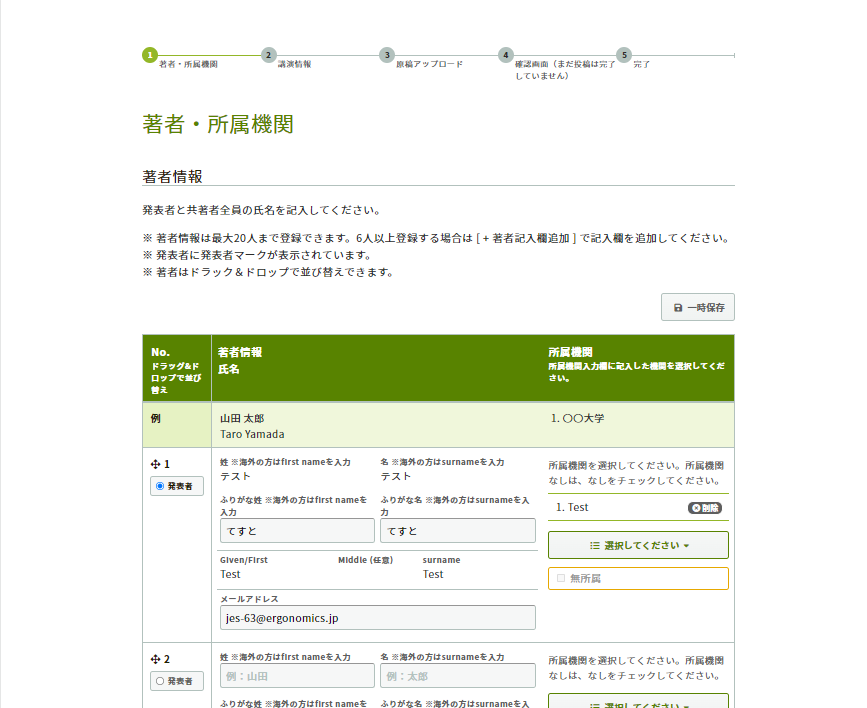 1 著者・所属機関
2 講演情報
3 原稿アップロード
4 確認画面（まだ投稿は完了していません）
5 完了
著者・所属機関
著者情報
発表者と共著者全員の氏名を記入してください。
※ 著者情報は最大20人まで登録できます。6人以上登録する場合は [ + 著者記入欄追加 ] で記入欄を追加してください。
※ 発表者に発表者マークが表示されています。
※ 著者はドラック＆ドロップで並び替えできます。
一時保存
No.
ドラッグ&ド
ロップで並び
替え
著者情報
氏名
所属機関
所属機関入力欄に記入した機関を選択してくだ
さい。
例
山田 太郎
Taro Yamada
1. 〇〇大学
1
発表者
姓 ※海外の方はfirst nameを入力
テスト
名 ※海外の方はsurnameを入力
テスト
ふりがな姓 ※海外の方はfirst nameを
入力
てすと
ふりがな名 ※海外の方はsurnameを入
力
てすと
Given/First
Test
Middle (任意)
surname
Test
メールアドレス
jes-63@ergonomics.jp
所属機関を選択してください。所属機関
なしは、なしをチェックしてください。
1. Test
削除
選択してください
無所属
2
発表者
姓 ※海外の方はfirst nameを入力
例：山田
名 ※海外の方はsurnameを入力
例：太郎
ふりがな姓 ※海外の方はfirst nameを
ふりがな名 ※海外の方はsurnameを入
所属機関を選択してください。所属機関
なしは、なしをチェックしてください。
選択してください